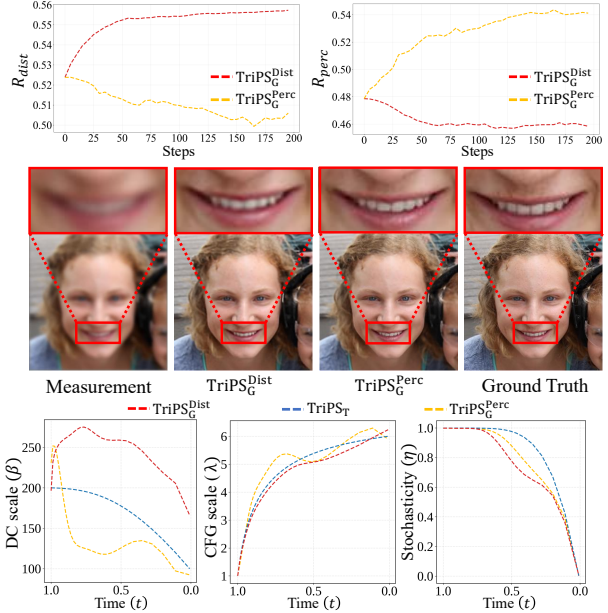 R_dist
0.56
0.55
0.54
0.53
0.52
0.51
0.50
TriPS_G^Dist
TriPS_G^Perc
0 25 50 75 100 125 150 175 200
Steps
R_perc
0.54
0.52
0.50
0.48
0.46
TriPS_G^Dist
TriPS_G^Perc
0 25 50 75 100 125 150 175 200
Steps
Measurement TriPS_G^Dist TriPS_G^Perc Ground Truth
TriPS_G^Dist TriPS_T TriPS_G^Perc
DC scale (β)
250
200
150
100
1.0 0.5 0.0
Time (t)
CFG scale (λ)
6
5
4
3
2
1
1.0 0.5 0.0
Time (t)
Stochasticity (η)
1.0
0.8
0.6
0.4
0.2
0.0
1.0 0.5 0.0
Time (t)